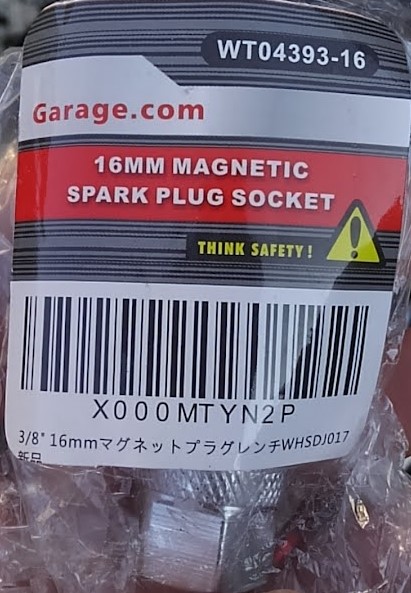 WT04393-16
Garage.com
16MM MAGNETIC
SPARK PLUG SOCKET
THINK SAFETY!
X000MTYN2P
3/8" 16mmマグネットプラグレンチWHSDJ017
新品